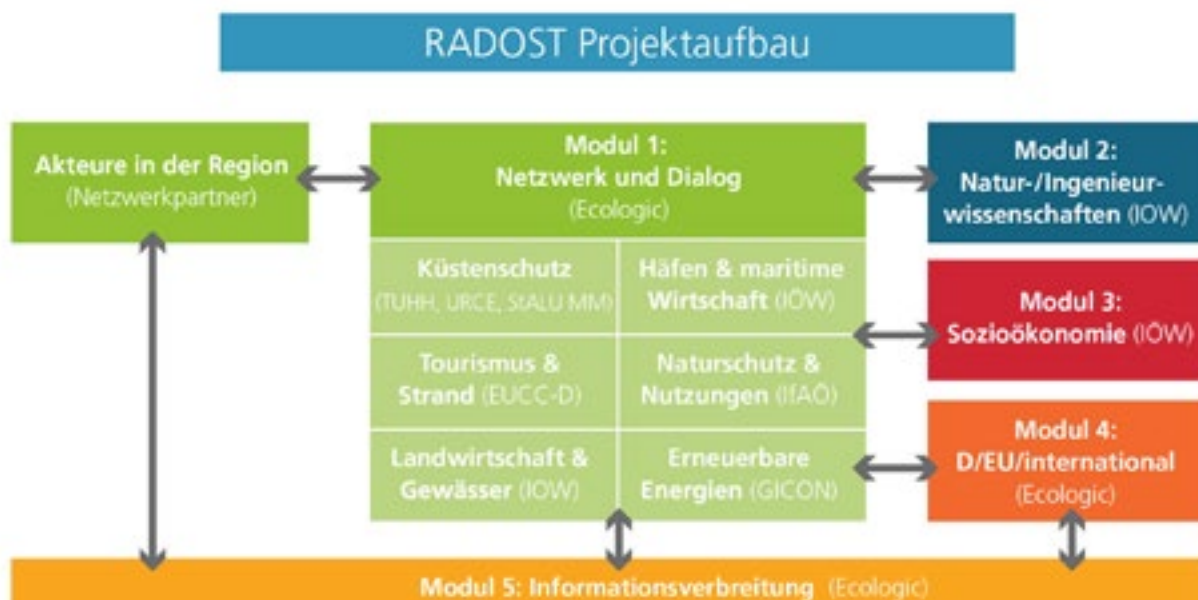 RADOST Projektaufbau
Akteure in der Region
(Netzwerkpartner)
Modul 1:
Netzwerk und Dialog
(Ecologic)
Modul 2:
Natur-/Ingenieur-
wissenschaften (IOW)
Küstenschutz
(TUHH, URCE, StALU MM)
Häfen & maritime
Wirtschaft (IÖW)
Modul 3:
Sozioökonomie (IÖW)
Tourismus &
Strand (EUCC-D)
Naturschutz &
Nutzungen (IfAÖ)
Landwirtschaft &
Gewässer (IOW)
Erneuerbare
Energien (GICON)
Modul 4:
D/EU/international
(Ecologic)
Modul 5: Informationsverbreitung (Ecologic)